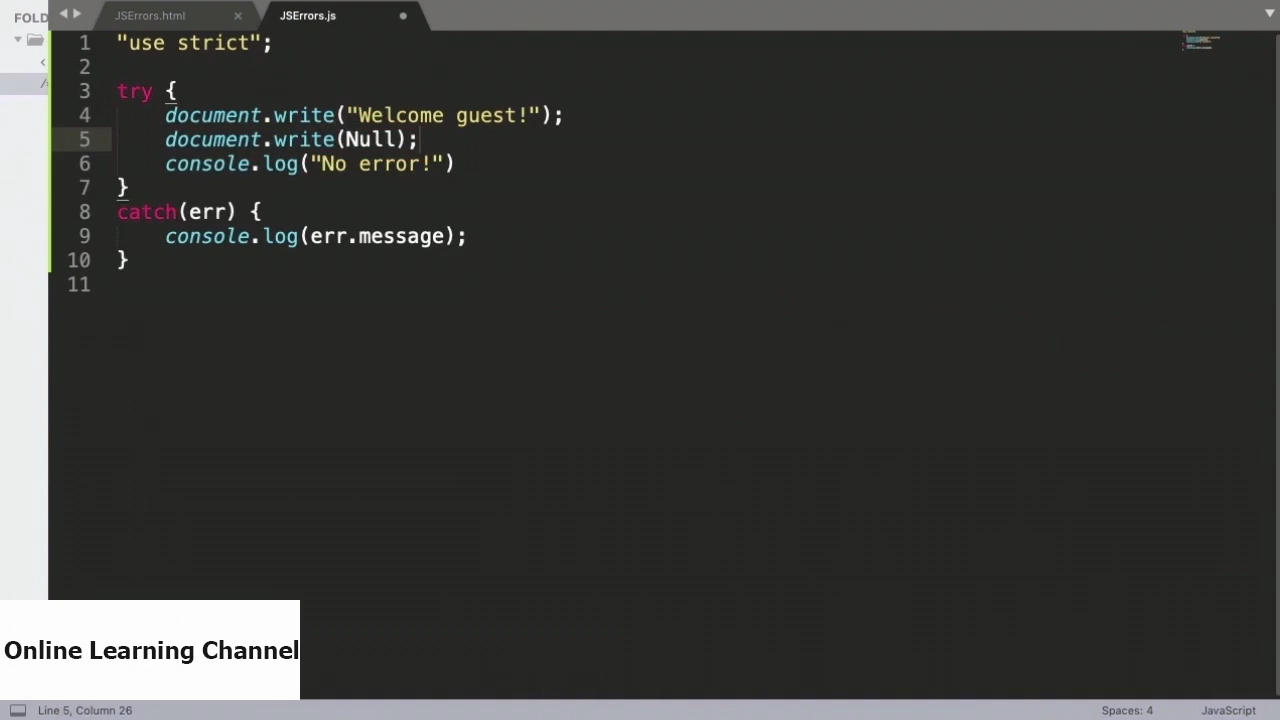 FOLD
JSErrors.html
JSErrors.js
1 "use strict";
2
3 try {
4 document.write("Welcome guest!");
5 document.write(Null);
6 console.log("No error!")
7 }
8 catch(err) {
9 console.log(err.message);
10 }
11
Online Learning Channel
Line 5, Column 26
Spaces: 4
JavaScript